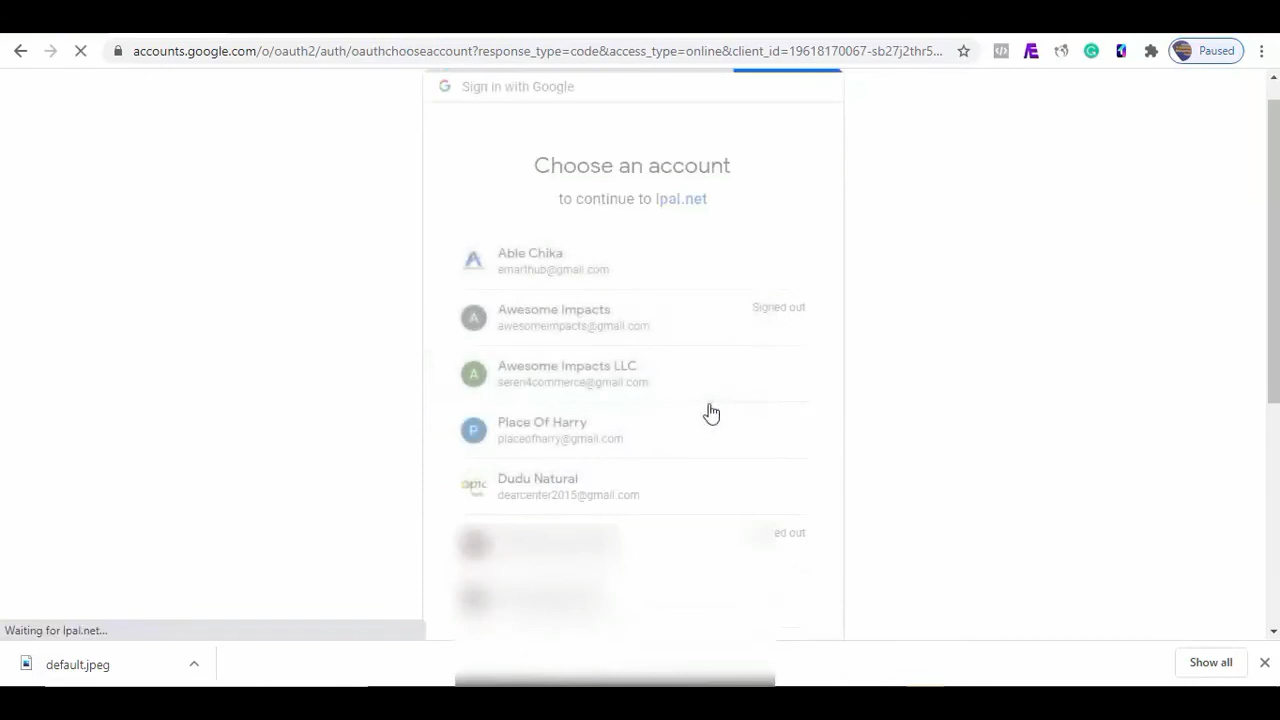 accounts.google.com/o/oauth2/auth/oauthchooseaccount?response_type=code&access_type=online&client_id=19618170067-sb27j2thr5...
Paused
Sign in with Google
Choose an account
to continue to lpal.net
Able Chika
emarthub@gmail.com
Awesome Impacts
Signed out
awesomeimpacts@gmail.com
Awesome Impacts LLC
seren4commerce@gmail.com
Place Of Harry
placeofharry@gmail.com
Dudu Natural
dearcenter2015@gmail.com
ed out
Waiting for lpal.net...
default.jpeg
Show all